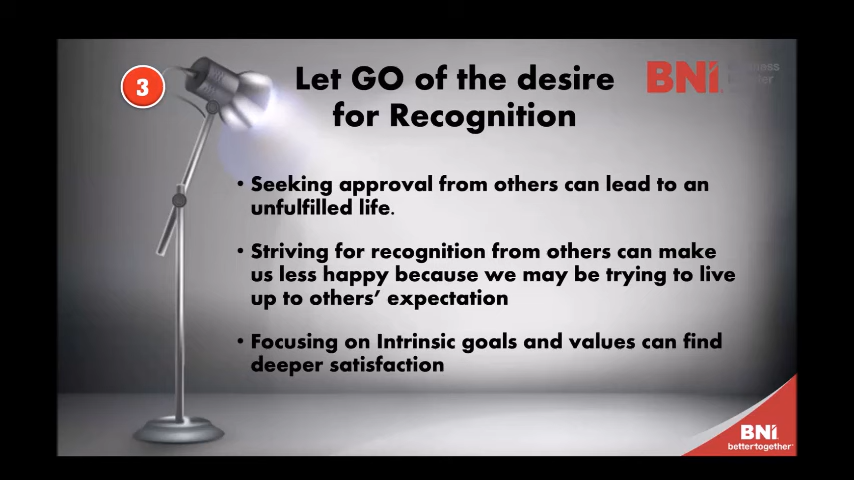 3
Let GO of the desire
for Recognition
BNI
• Seeking approval from others can lead to an
unfulfilled life.
• Striving for recognition from others can make
us less happy because we may be trying to live
up to others’ expectation
• Focusing on Intrinsic goals and values can find
deeper satisfaction
BNI
bettertogether